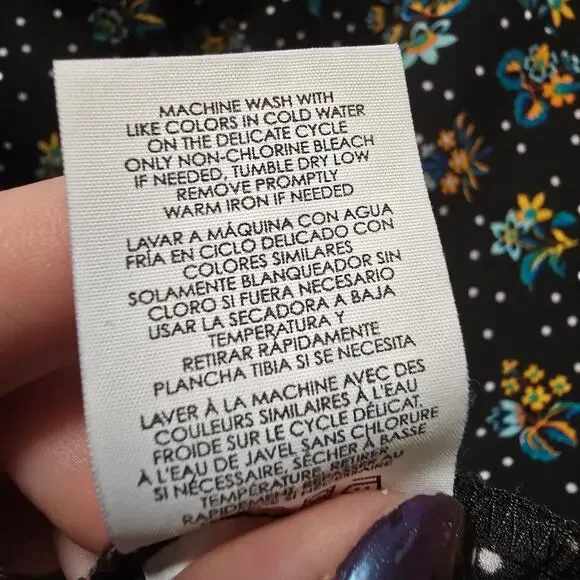 MACHINE WASH WITH
LIKE COLORS IN COLD WATER
ON THE DELICATE CYCLE
ONLY NON-CHLORINE BLEACH
IF NEEDED, TUMBLE DRY LOW
REMOVE PROMPTLY
WARM IRON IF NEEDED
LAVAR A MÁQUINA CON AGUA
FRÍA EN CICLO DELICADO CON
COLORES SIMILARES
SOLAMENTE BLANQUEADOR SIN
CLORO SI FUERA NECESARIO
USAR LA SECADORA A BAJA
TEMPERATURA Y
RETIRAR RÁPIDAMENTE
PLANCHA TIBIA SI SE NECESITA
LAVER À LA MACHINE AVEC DES
COULEURS SIMILAIRES À L'EAU
FROIDE SUR LE CYCLE DÉLICAT.
À L'EAU DE JAVEL SANS CHLORURE
SI NÉCESSAIRE, SÉCHER À BASSE
TEMPÉRATURE, RETIRER